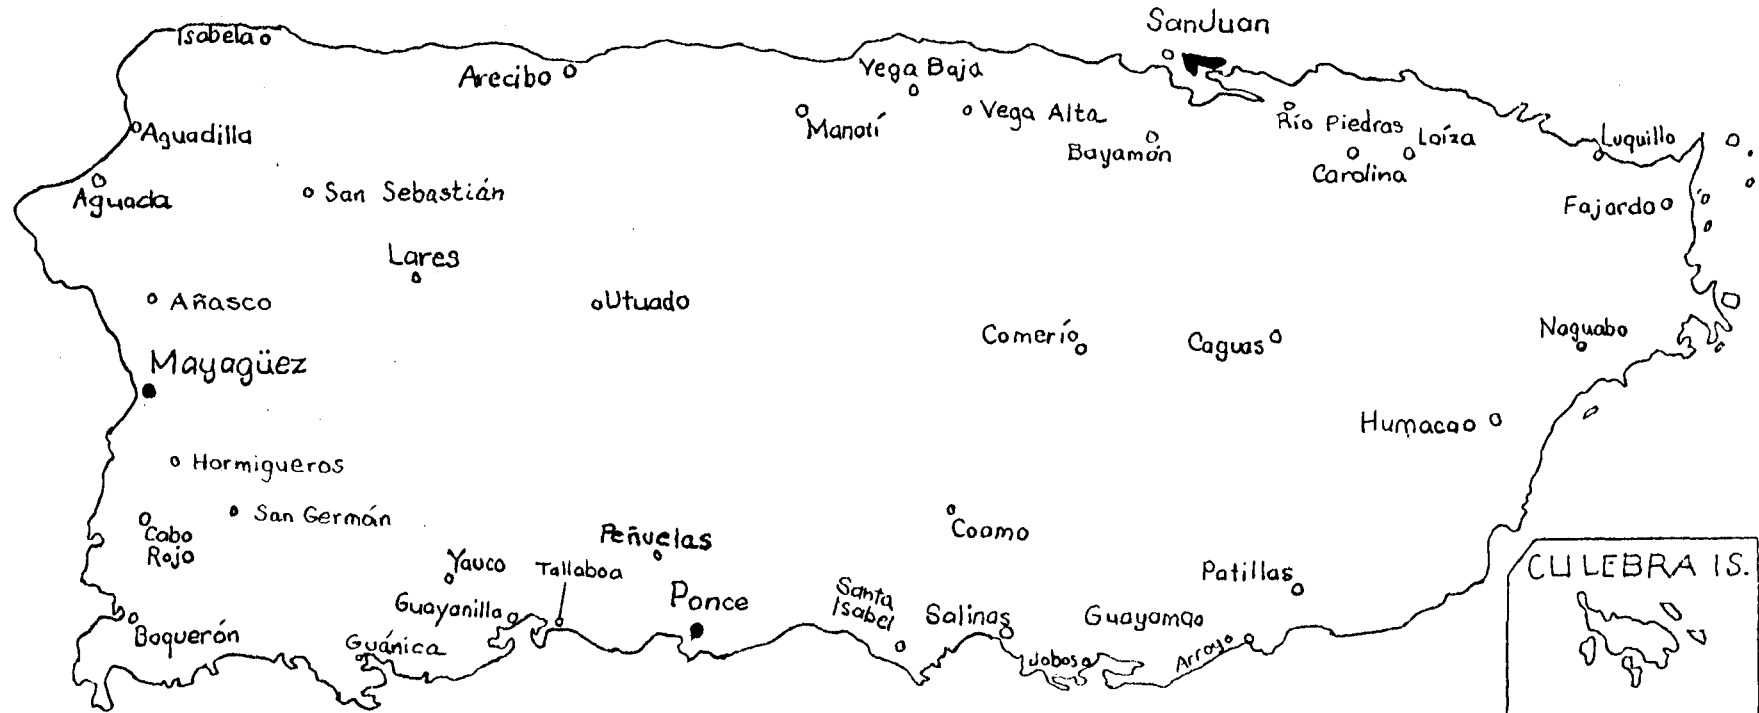 SanJuan
Isabela
Arecibo
Vega Baja
Aguadilla
Manatí
Vega Alta
Bayamón
Río Piedras
Loíza
Luquillo
Carolina
Aguada
San Sebastián
Fajardo
Lares
Añasco
Utuado
Comerío
Caguas
Naguabo
Mayagüez
Humacao
Hormigueros
San Germán
Cabo
Rojo
Coamo
Peñuelas
Yauco
Tallaboa
Patillas
CULEBRA IS.
Guayanilla
Ponce
Santa
Isabel
Salinas
Guayama
Boquerón
Guánica
Jobos
Arroyo